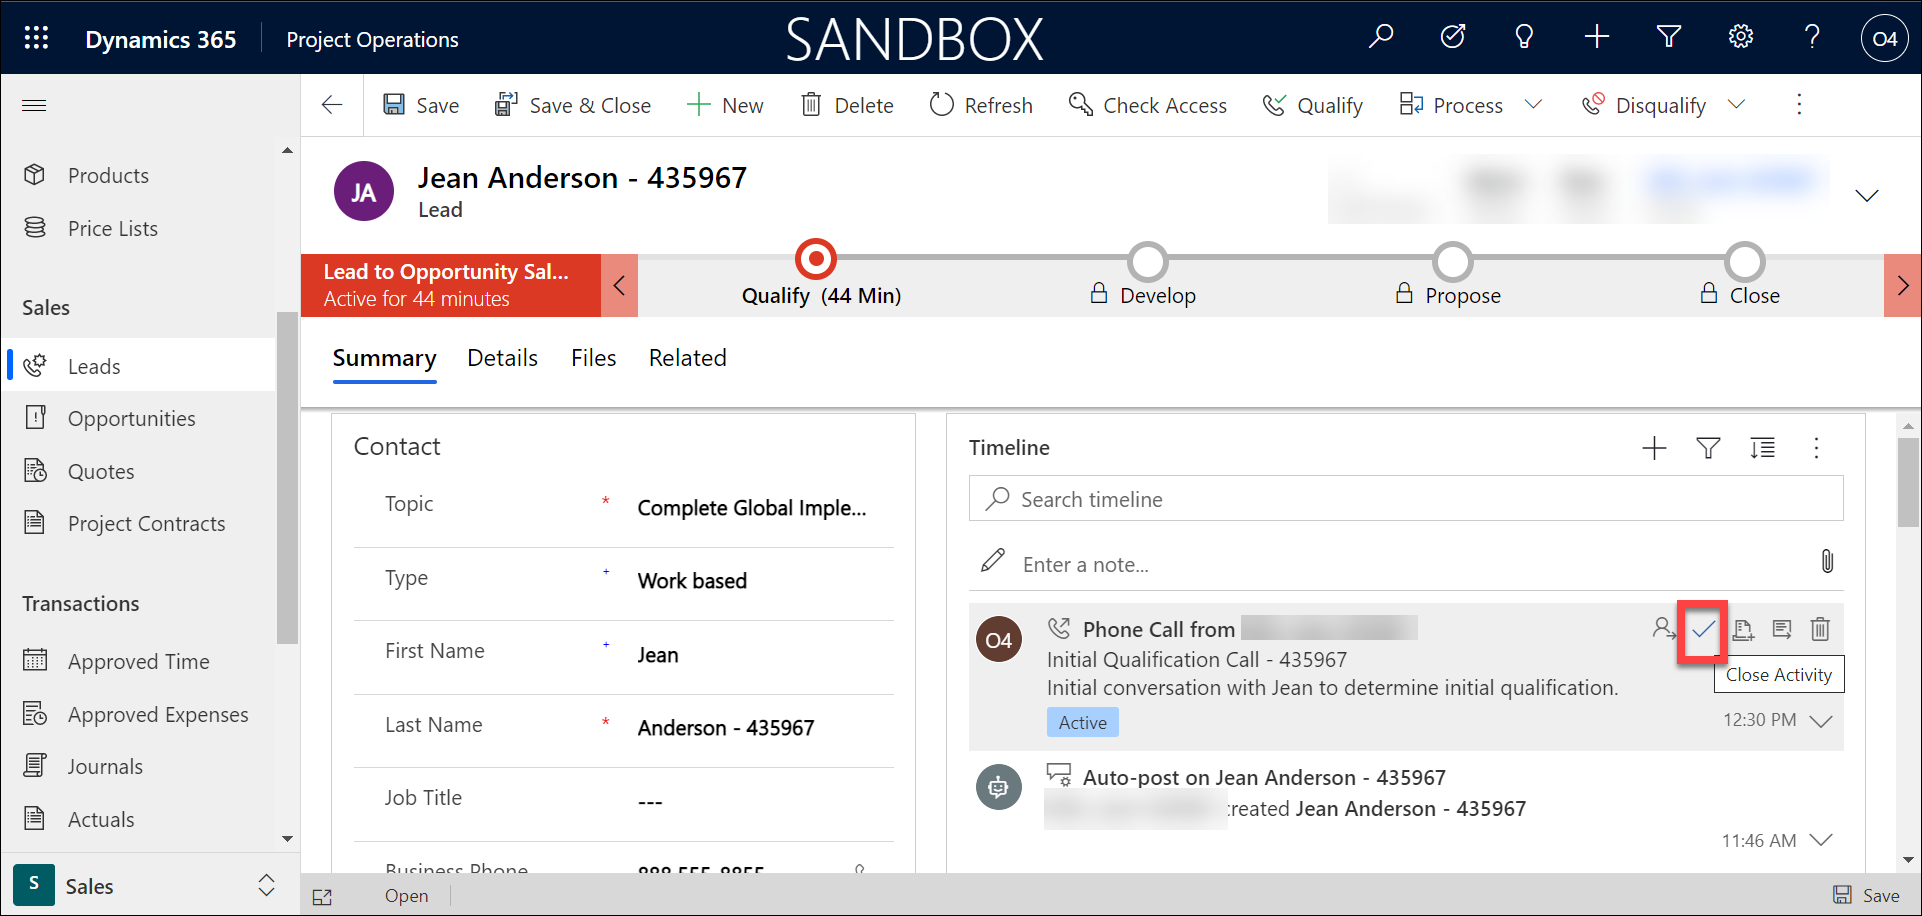 Dynamics 365
Project Operations
SANDBOX
O4
Save
Save & Close
New
Delete
Refresh
Check Access
Qualify
Process
Disqualify
Products
Price Lists
Sales
Leads
Opportunities
Quotes
Project Contracts
Transactions
Approved Time
Approved Expenses
Journals
Actuals
S
Sales
JA
Jean Anderson - 435967
Lead
Lead to Opportunity Sal...
Active for 44 minutes
Qualify (44 Min)
Develop
Propose
Close
Summary
Details
Files
Related
Contact
Topic * Complete Global Imple...
Type + Work based
First Name + Jean
Last Name * Anderson - 435967
Job Title ---
Business Phone 888-555-8855
Timeline
Search timeline
Enter a note...
O4
Phone Call from
Initial Qualification Call - 435967
Initial conversation with Jean to determine initial qualification.
Active
Close Activity
12:30 PM
Auto-post on Jean Anderson - 435967
created Jean Anderson - 435967
11:46 AM
Open
Save